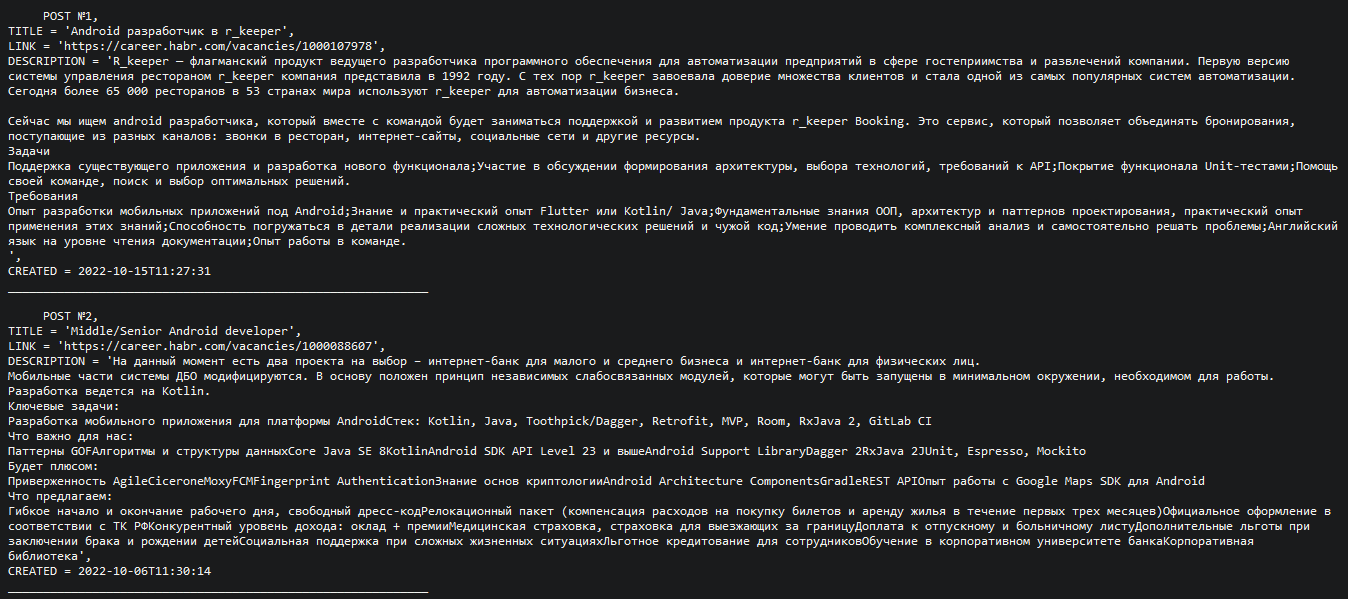 POST №1,
TITLE = 'Android разработчик в r_keeper',
LINK = 'https://career.habr.com/vacancies/1000107978',
DESCRIPTION = 'R_keeper — флагманский продукт ведущего разработчика программного обеспечения для автоматизации предприятий в сфере гостеприимства и развлечений компании. Первую версию
системы управления рестораном r_keeper компания представила в 1992 году. С тех пор r_keeper завоевала доверие множества клиентов и стала одной из самых популярных систем автоматизации.
Сегодня более 65 000 ресторанов в 53 странах мира используют r_keeper для автоматизации бизнеса.
Сейчас мы ищем android разработчика, который вместе с командой будет заниматься поддержкой и развитием продукта r_keeper Booking. Это сервис, который позволяет объединять бронирования,
поступающие из разных каналов: звонки в ресторан, интернет-сайты, социальные сети и другие ресурсы.
Задачи
Поддержка существующего приложения и разработка нового функционала;Участие в обсуждении формирования архитектуры, выбора технологий, требований к API;Покрытие функционала Unit-тестами;Помощь
своей команде, поиск и выбор оптимальных решений.
Требования
Опыт разработки мобильных приложений под Android;Знание и практический опыт Flutter или Kotlin/ Java;Фундаментальные знания ООП, архитектур и паттернов проектирования, практический опыт
применения этих знаний;Способность погружаться в детали реализации сложных технологических решений и чужой код;Умение проводить комплексный анализ и самостоятельно решать проблемы;Английский
язык на уровне чтения документации;Опыт работы в команде.
',
CREATED = 2022-10-15T11:27:31
____________________________________________________________
POST №2,
TITLE = 'Middle/Senior Android developer',
LINK = 'https://career.habr.com/vacancies/1000088607',
DESCRIPTION = 'На данный момент есть два проекта на выбор – интернет-банк для малого и среднего бизнеса и интернет-банк для физических лиц.
Мобильные части системы ДБО модифицируются. В основу положен принцип независимых слабосвязанных модулей, которые могут быть запущены в минимальном окружении, необходимом для работы.
Разработка ведется на Kotlin.
Ключевые задачи:
Разработка мобильного приложения для платформы AndroidСтек: Kotlin, Java, Toothpick/Dagger, Retrofit, MVP, Room, RxJava 2, GitLab CI
Что важно для нас:
Паттерны GOFАлгоритмы и структуры данныхCore Java SE 8KotlinAndroid SDK API Level 23 и вышеAndroid Support LibraryDagger 2RxJava 2JUnit, Espresso, Mockito
Будет плюсом:
Приверженность AgileCiceroneMoxyFCMFingerprint AuthenticationЗнание основ криптологииAndroid Architecture ComponentsGradleREST APIОпыт работы с Google Maps SDK для Android
Что предлагаем:
Гибкое начало и окончание рабочего дня, свободный дресс-кодРелокационный пакет (компенсация расходов на покупку билетов и аренду жилья в течение первых трех месяцев)Официальное оформление в
соответствии с ТК РФКонкурентный уровень дохода: оклад + премииМедицинская страховка, страховка для выезжающих за границуДоплата к отпускному и больничному листуДополнительные льготы при
заключении брака и рождении детейСоциальная поддержка при сложных жизненных ситуацияхЛьготное кредитование для сотрудниковОбучение в корпоративном университете банкаКорпоративная
библиотека',
CREATED = 2022-10-06T11:30:14
____________________________________________________________